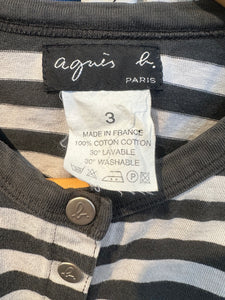 agnès b.
PARIS
3
MADE IN FRANCE
100% COTON COTTON
30° LAVABLE
30° WASHABLE
b.
b.